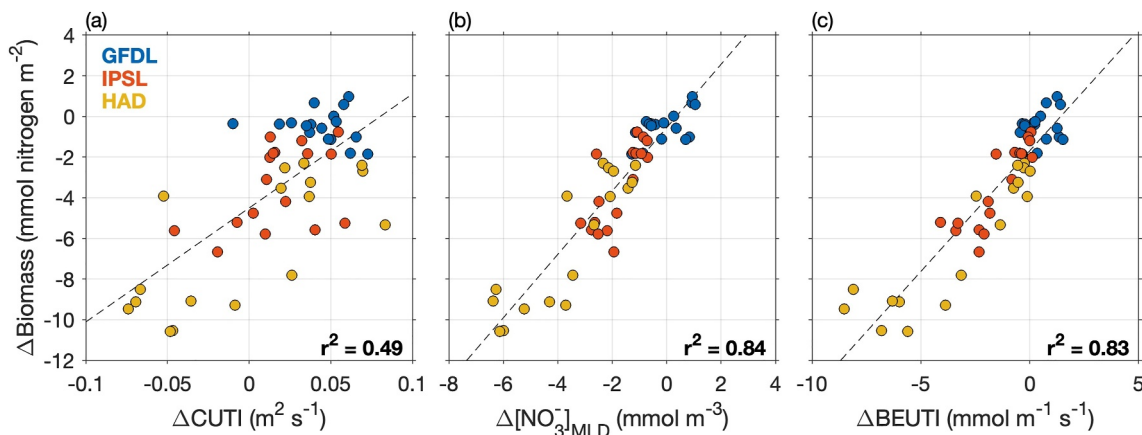 (a) (b) (c)
ΔBiomass (mmol nitrogen m⁻²)
4
2
0
-2
-4
-6
-8
-10
-12
GFDL
IPSL
HAD
r² = 0.49
r² = 0.84
r² = 0.83
-0.1 -0.05 0 0.05 0.1
-8 -6 -4 -2 0 2 4
-10 -5 0 5
ΔCUTI (m² s⁻¹)
Δ[NO₃⁻]MLD (mmol m⁻³)
ΔBEUTI (mmol m⁻¹ s⁻¹)